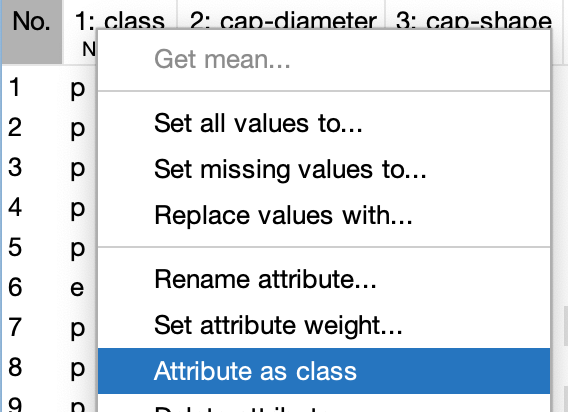 No. 1: class 2: cap-diameter 3: cap-shape
N
Get mean...
1 p
Set all values to...
2 p
Set missing values to...
3 p
Replace values with...
4 p
5 p
Rename attribute...
6 e
Set attribute weight...
7 p
Attribute as class
8 p
9 p